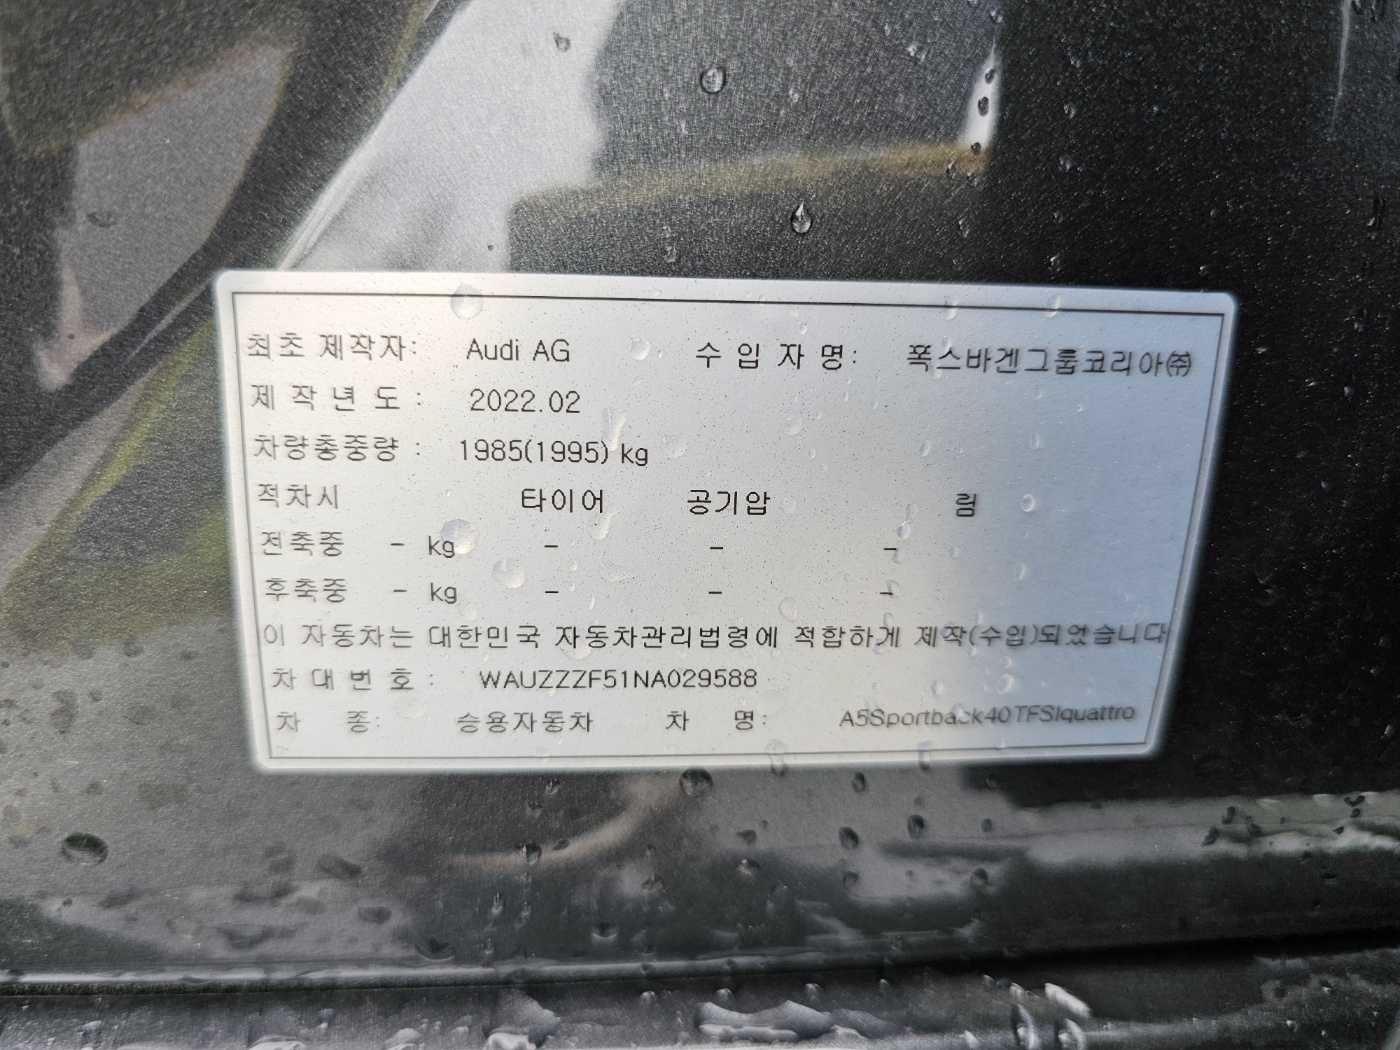 최초 제작자: Audi AG 수 입 자 명: 폭스바겐그룹코리아㈜
제 작 년 도 : 2022.02
차량총중량 : 1985(1995) kg
적차시 타이어 공기압 림
전축중 - kg - - -
후축중 - kg - - -
이 자동차는 대한민국 자동차관리법령에 적합하게 제작(수입)되었습니다
차 대 번 호 : WAUZZZF51NA029588
차 종: 승용자동차 차 명: A5Sportback40TFSIquattro